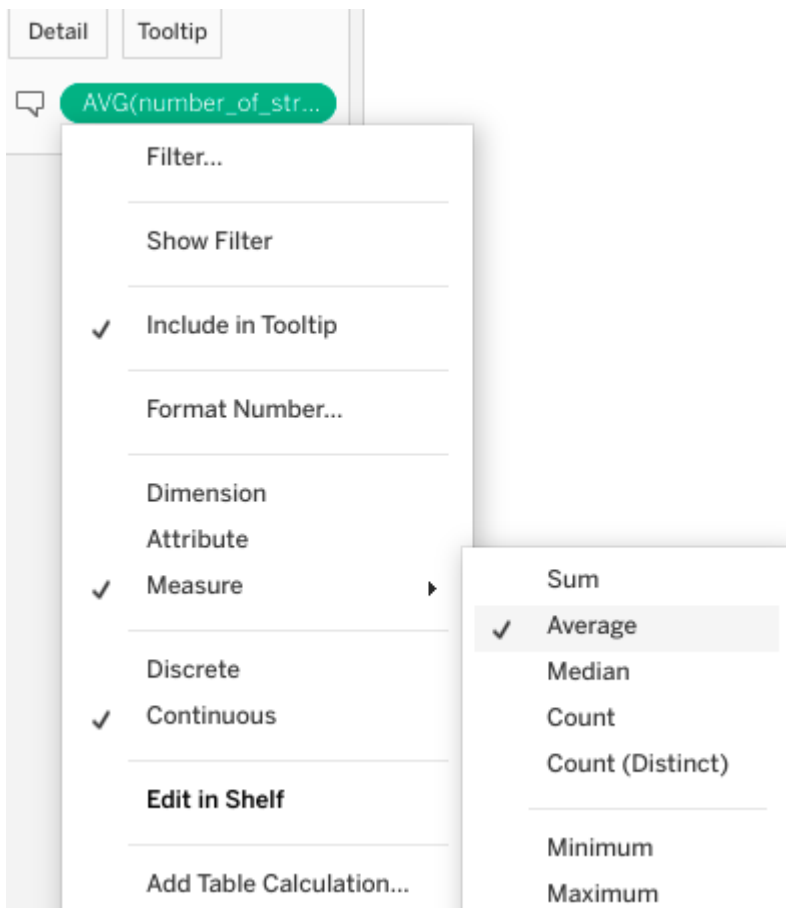 Detail
Tooltip
AVG(number_of_str...
Filter...
Show Filter
Include in Tooltip
Format Number...
Dimension
Attribute
Measure
Discrete
Continuous
Edit in Shelf
Add Table Calculation...
Sum
Average
Median
Count
Count (Distinct)
Minimum
Maximum